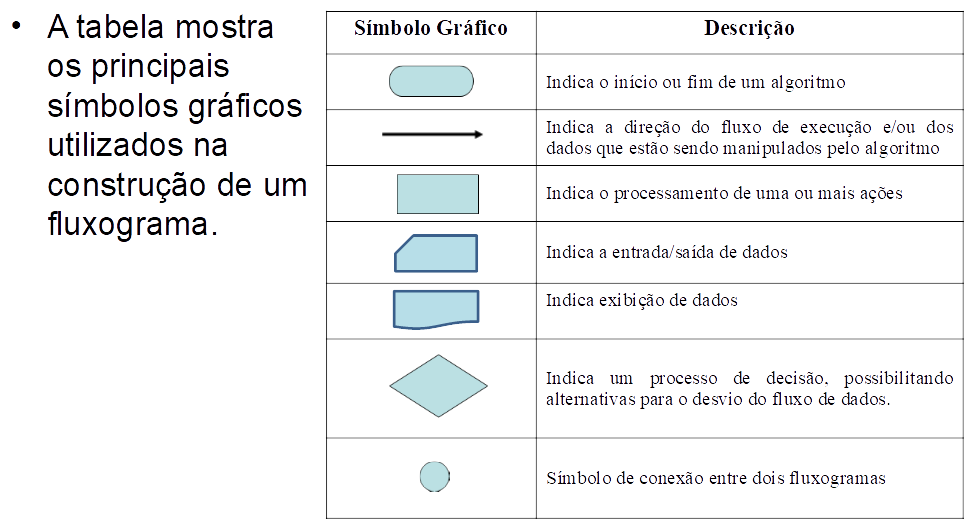 • A tabela mostra
os principais
símbolos gráficos
utilizados na
construção de um
fluxograma.
Símbolo Gráfico
Descrição
Indica o início ou fim de um algoritmo
Indica a direção do fluxo de execução e/ou dos
dados que estão sendo manipulados pelo algoritmo
Indica o processamento de uma ou mais ações
Indica a entrada/saída de dados
Indica exibição de dados
Indica um processo de decisão, possibilitando
alternativas para o desvio do fluxo de dados.
Símbolo de conexão entre dois fluxogramas